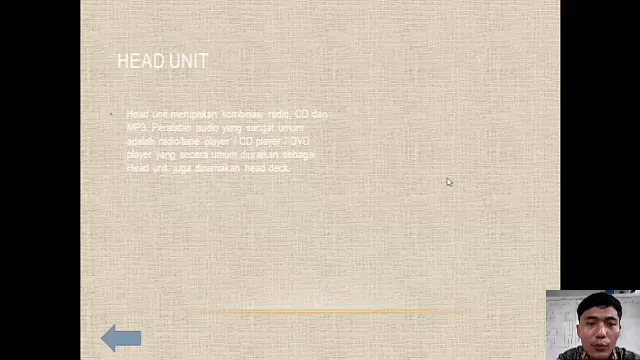 HEAD UNIT
Head unit merupakan kombinasi radio, CD dan
MP3. Peralatan audio yang sangat umum
adalah radio/tape player / CD player / DVD
player yang secara umum diuraikan sebagai
Head unit juga dinamakan head deck.